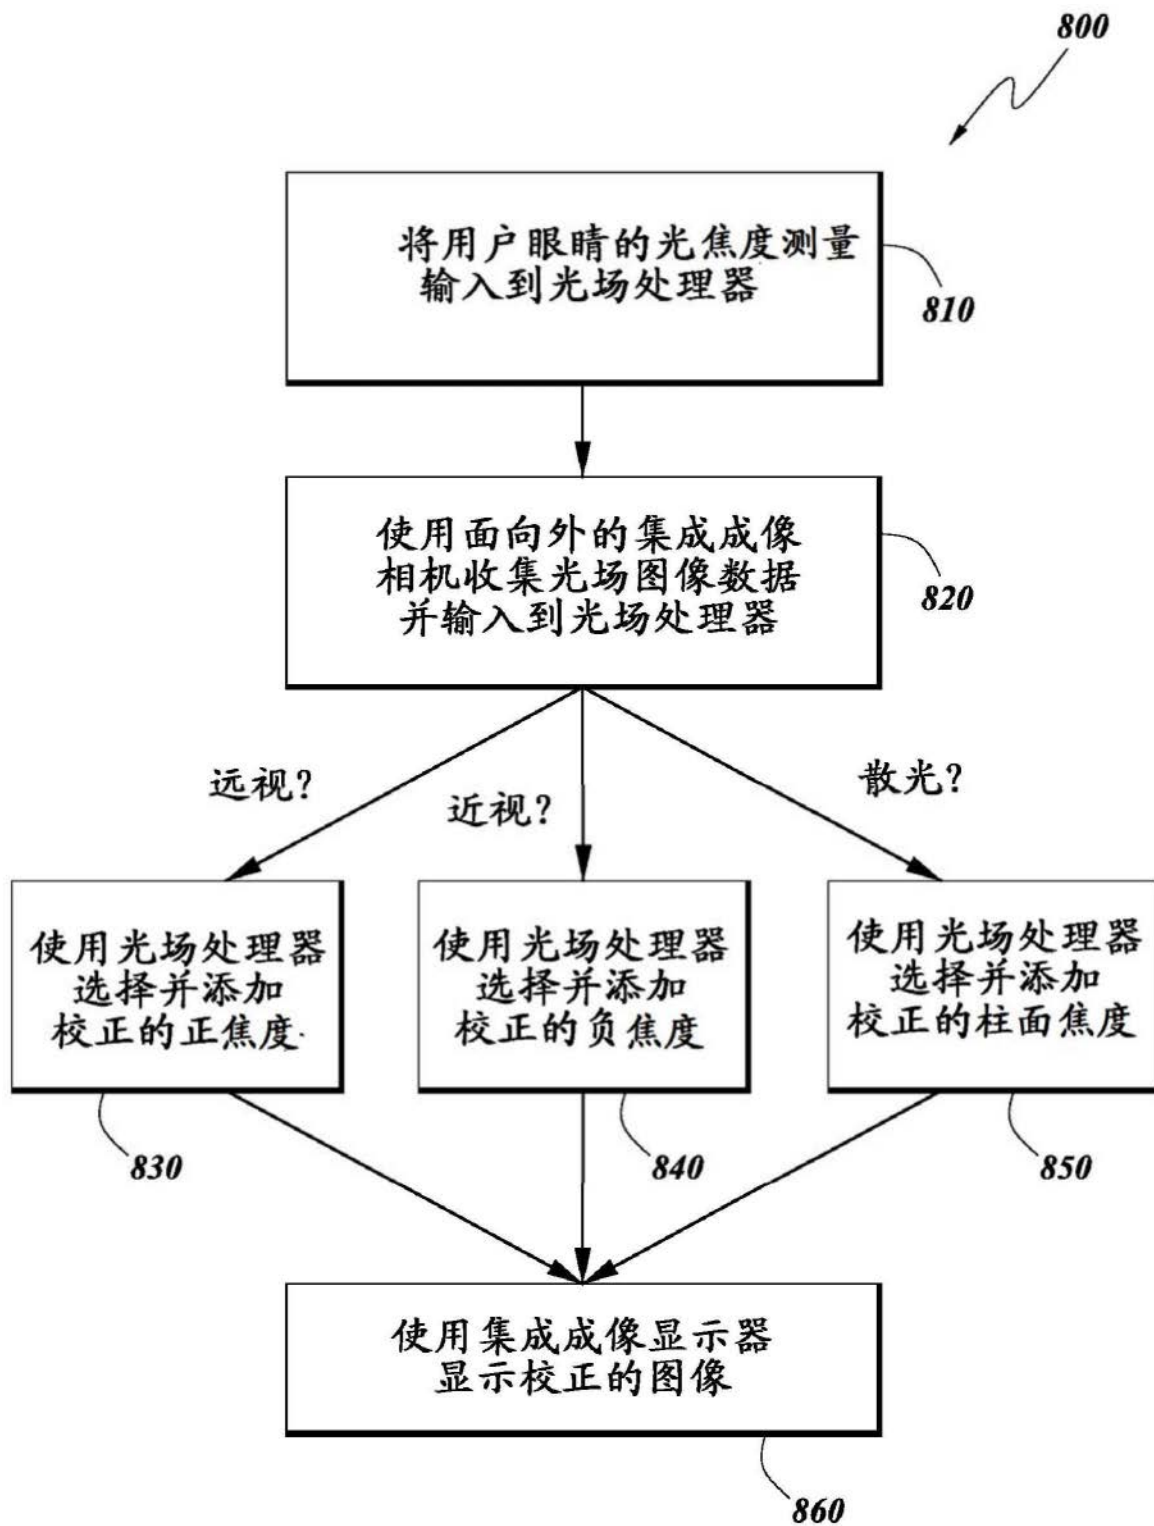 800
将用户眼睛的光焦度测量
输入到光场处理器
810
使用面向外的集成成像
相机收集光场图像数据
并输入到光场处理器
820
远视?
近视?
散光?
使用光场处理器
选择并添加
校正的正焦度
830
使用光场处理器
选择并添加
校正的负焦度
840
使用光场处理器
选择并添加
校正的柱面焦度
850
使用集成成像显示器
显示校正的图像
860